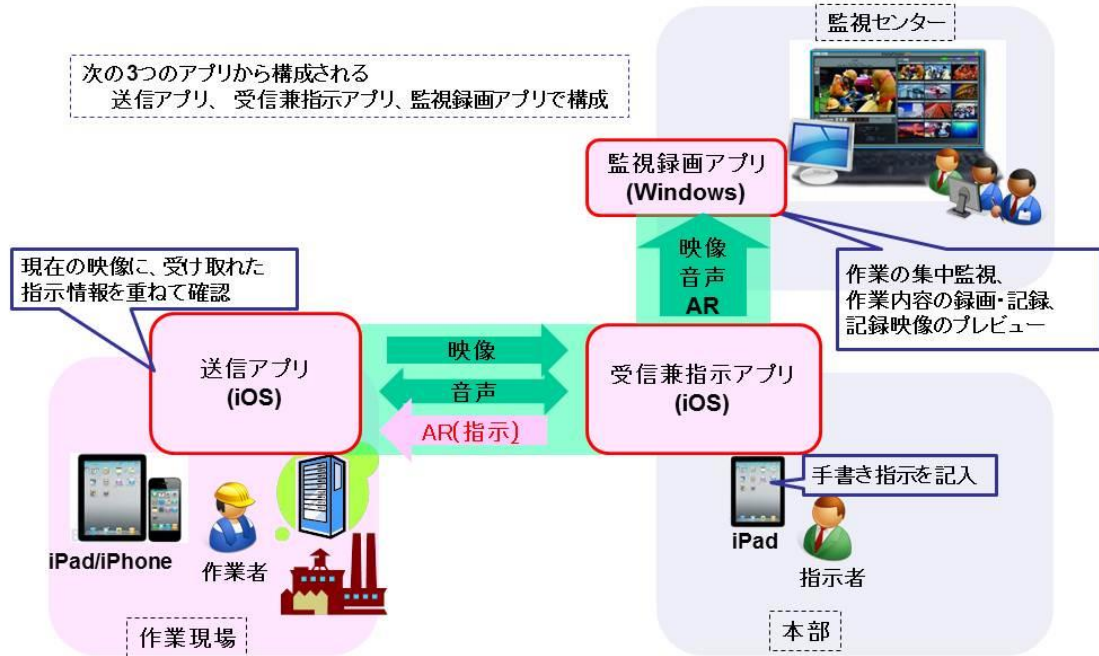 監視センター
次の3つのアプリから構成される
送信アプリ、 受信兼指示アプリ、監視録画アプリで構成
監視録画アプリ
(Windows)
現在の映像に、受け取れた
指示情報を重ねて確認
映像
音声
AR
作業の集中監視、
作業内容の録画・記録、
記録映像のプレビュー
送信アプリ
(iOS)
映像
音声
AR(指示)
受信兼指示アプリ
(iOS)
手書き指示を記入
iPad/iPhone
作業者
iPad
指示者
作業現場
本部